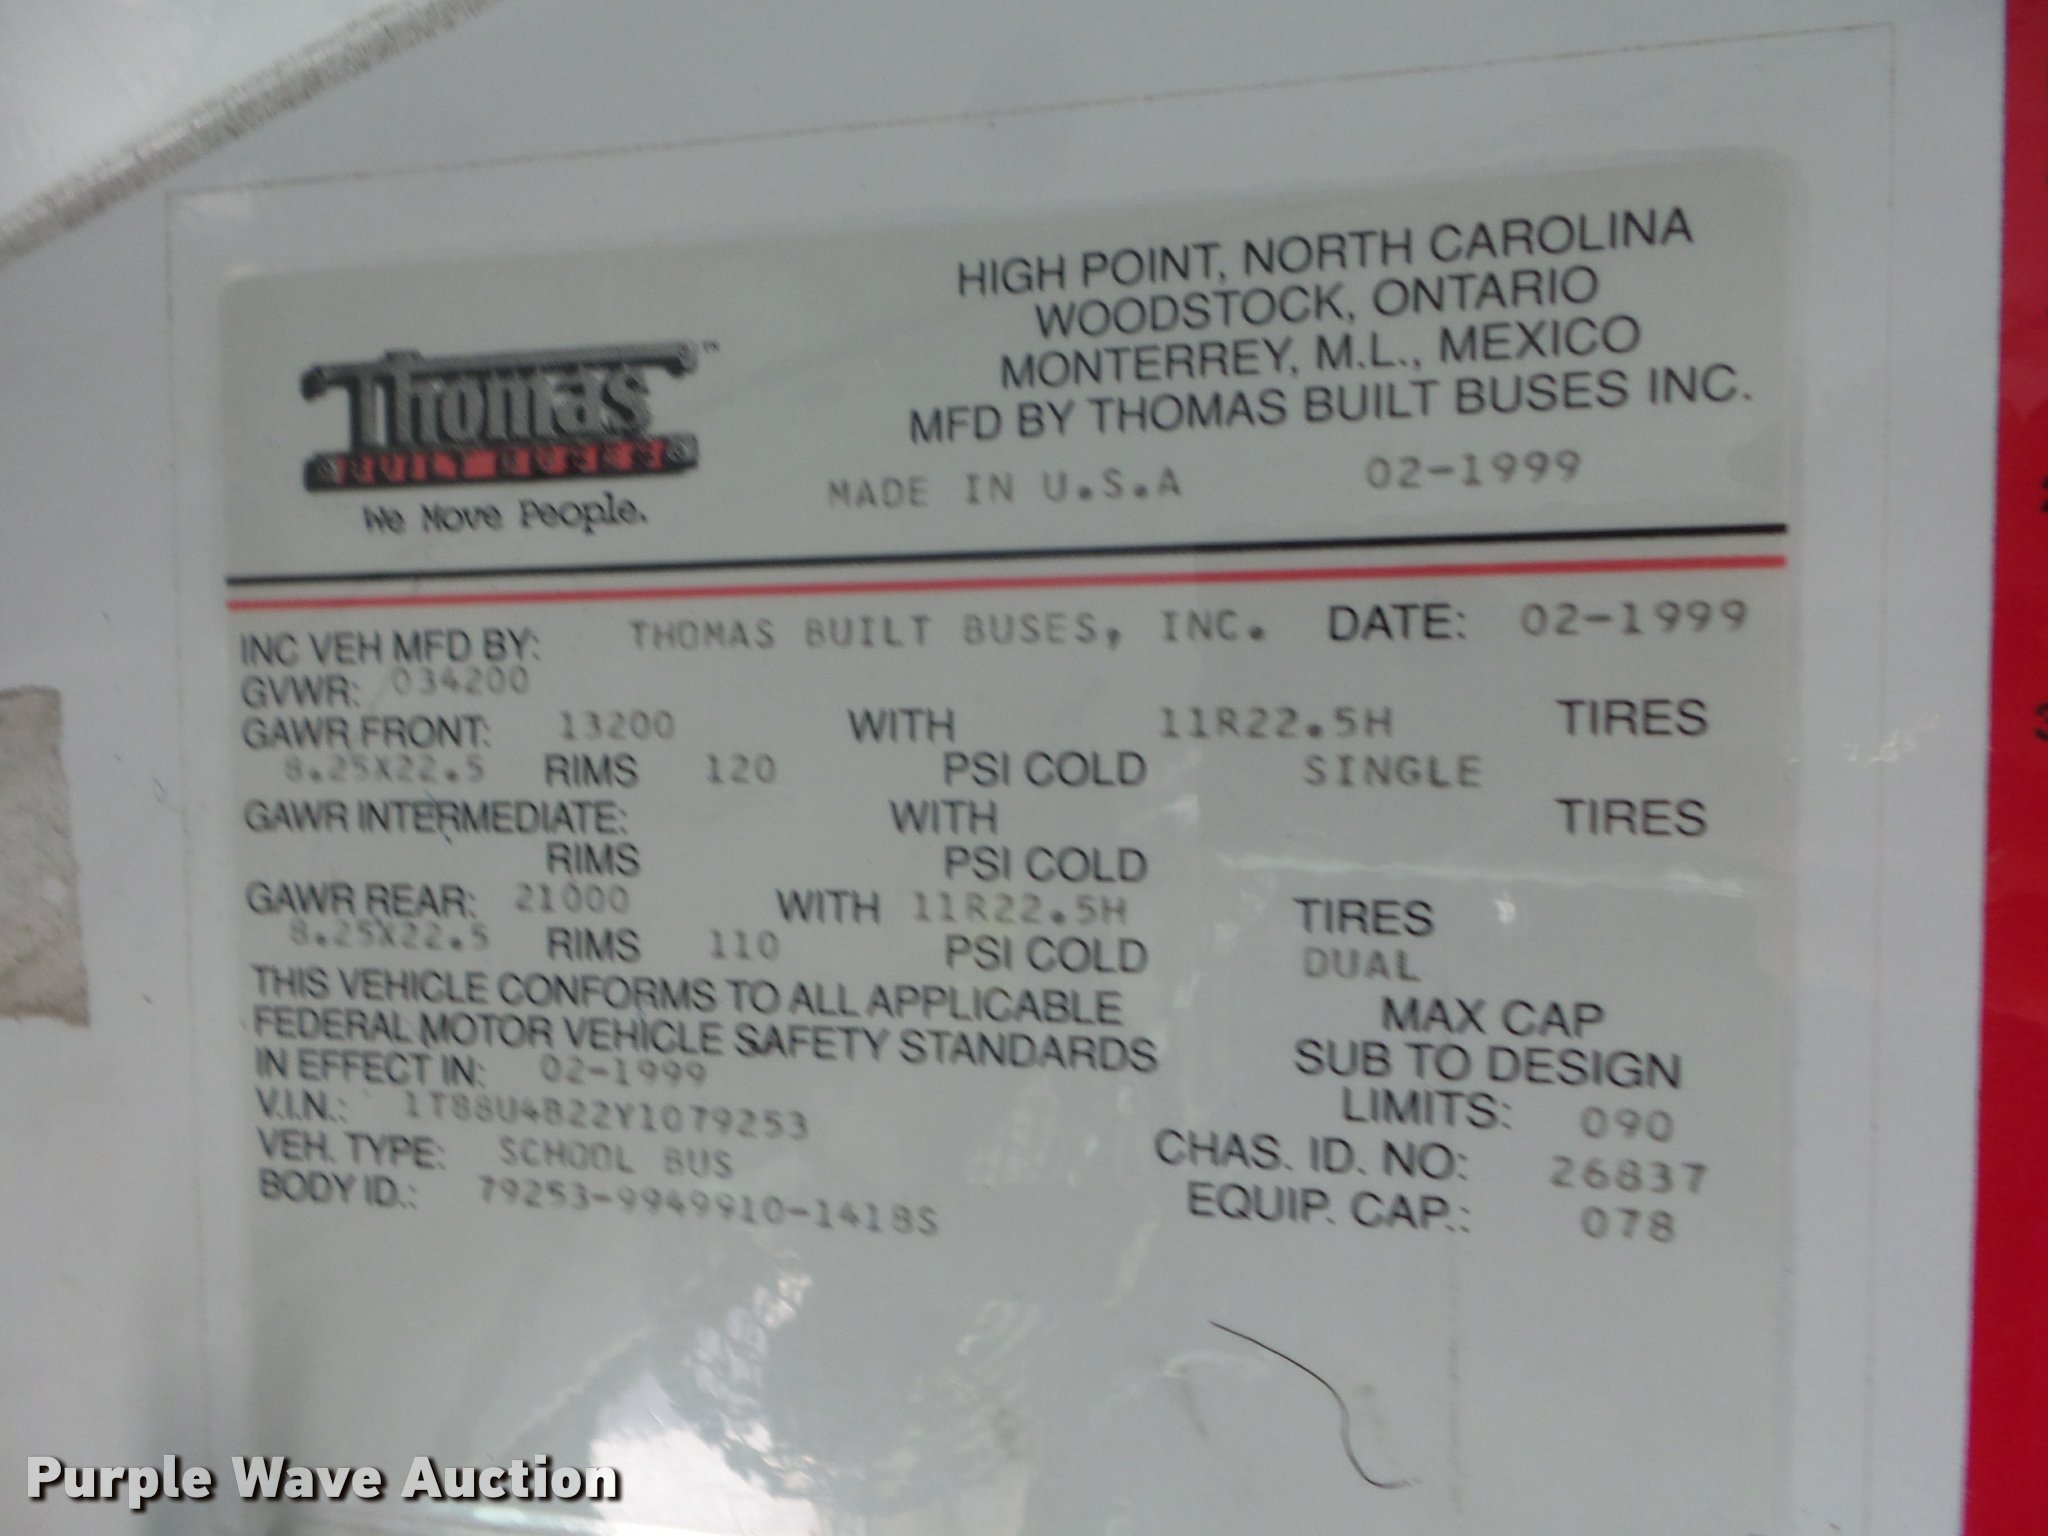 Thomas ™
BUILT BUSES
We Move People.
HIGH POINT, NORTH CAROLINA
WOODSTOCK, ONTARIO
MONTERREY, M.L., MEXICO
MFD BY THOMAS BUILT BUSES INC.
MADE IN U.S.A 02-1999
INC VEH MFD BY: THOMAS BUILT BUSES, INC. DATE: 02-1999
GVWR: 034200
GAWR FRONT: 13200 WITH 11R22.5H TIRES
8.25X22.5 RIMS 120 PSI COLD SINGLE
GAWR INTERMEDIATE: WITH TIRES
RIMS PSI COLD
GAWR REAR: 21000 WITH 11R22.5H TIRES
8.25X22.5 RIMS 110 PSI COLD DUAL
THIS VEHICLE CONFORMS TO ALL APPLICABLE
FEDERAL MOTOR VEHICLE SAFETY STANDARDS
IN EFFECT IN: 02-1999
V.I.N.: 1T88U4B22Y1079253
VEH. TYPE: SCHOOL BUS
BODY ID.: 79253-9949910-1418S
MAX CAP
SUB TO DESIGN
LIMITS: 090
CHAS. ID. NO: 26837
EQUIP. CAP.: 078
Purple Wave Auction